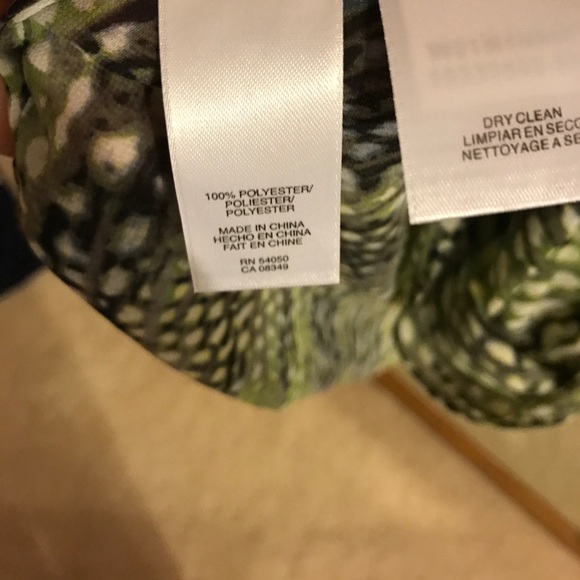 100% POLYESTER/
POLIESTER/
POLYESTER
MADE IN CHINA
HECHO EN CHINA
FAIT EN CHINE
RN 54050
CA 08349
DRY CLEAN
LIMPIAR EN SECO
NETTOYAGE A SE